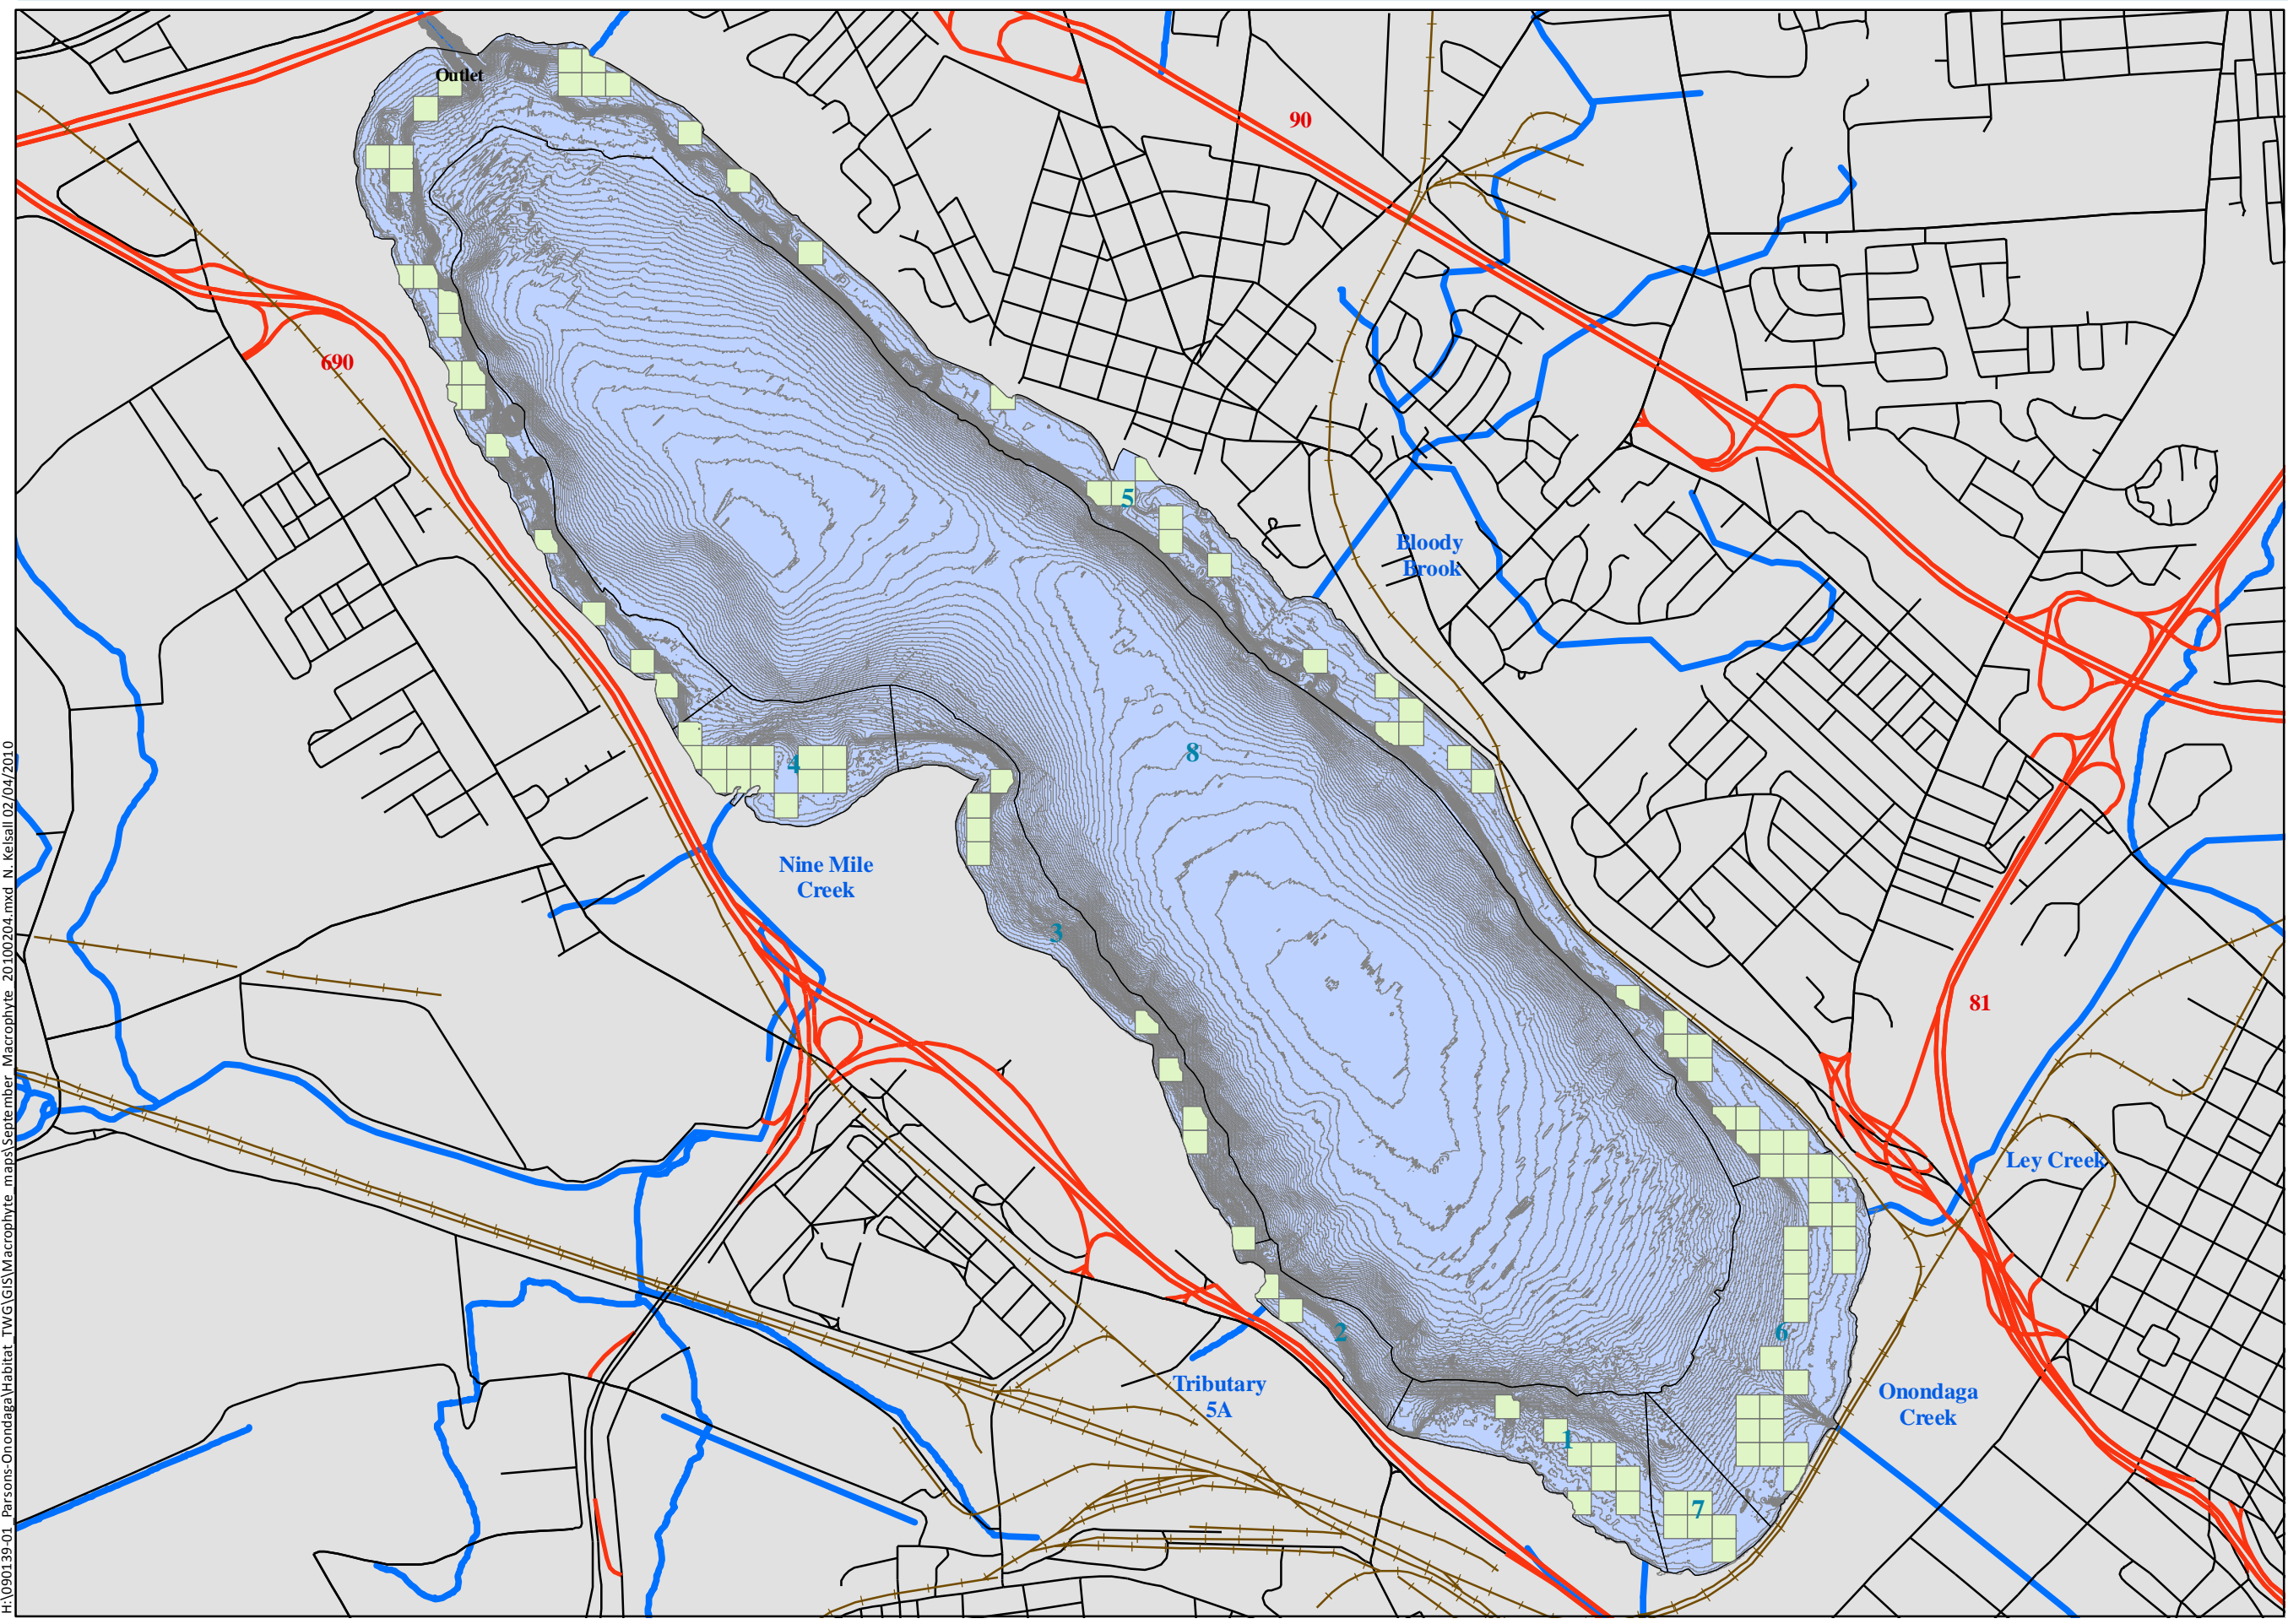 Outlet
90
690
5
Bloody
Brook
8
4
Nine Mile
Creek
3
81
Ley Creek
6
2
Tributary
5A
Onondaga
Creek
1
7
H:\090139-01_Parsons-Onondaga\Habitat_TWG\GIS\Macrophyte_maps\September_Macrophyte_20100204.mxd N. Kelsall 02/04/2010